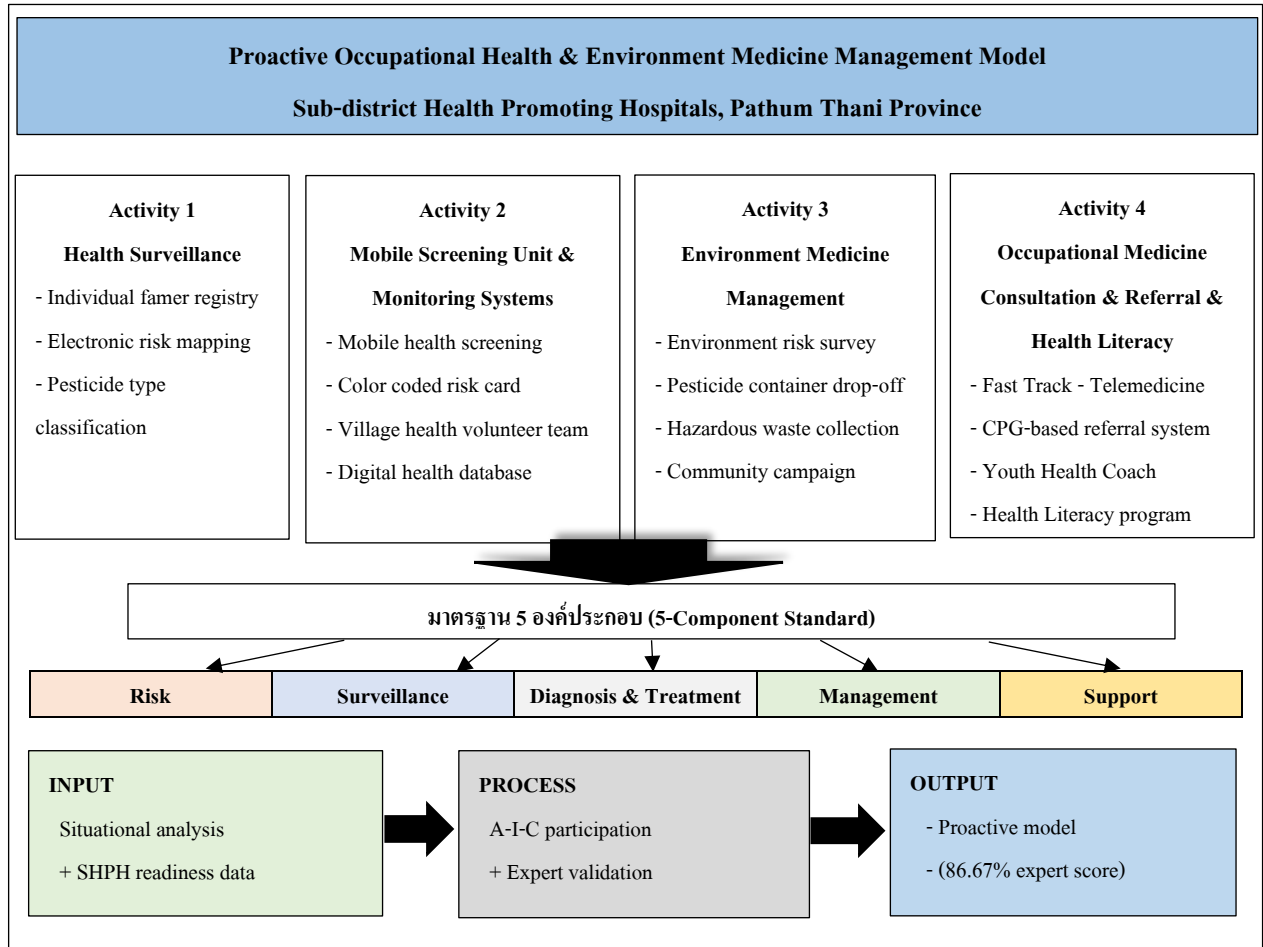 Proactive Occupational Health & Environment Medicine Management Model
Sub-district Health Promoting Hospitals, Pathum Thani Province
Activity 1
Health Surveillance
- Individual famer registry
- Electronic risk mapping
- Pesticide type
classification
Activity 2
Mobile Screening Unit &
Monitoring Systems
- Mobile health screening
- Color coded risk card
- Village health volunteer team
- Digital health database
Activity 3
Environment Medicine
Management
- Environment risk survey
- Pesticide container drop-off
- Hazardous waste collection
- Community campaign
Activity 4
Occupational Medicine
Consultation & Referral &
Health Literacy
- Fast Track - Telemedicine
- CPG-based referral system
- Youth Health Coach
- Health Literacy program
มาตรฐาน 5 องค์ประกอบ (5-Component Standard)
Risk
Surveillance
Diagnosis & Treatment
Management
Support
INPUT
Situational analysis
+ SHPH readiness data
PROCESS
A-I-C participation
+ Expert validation
OUTPUT
- Proactive model
- (86.67% expert score)